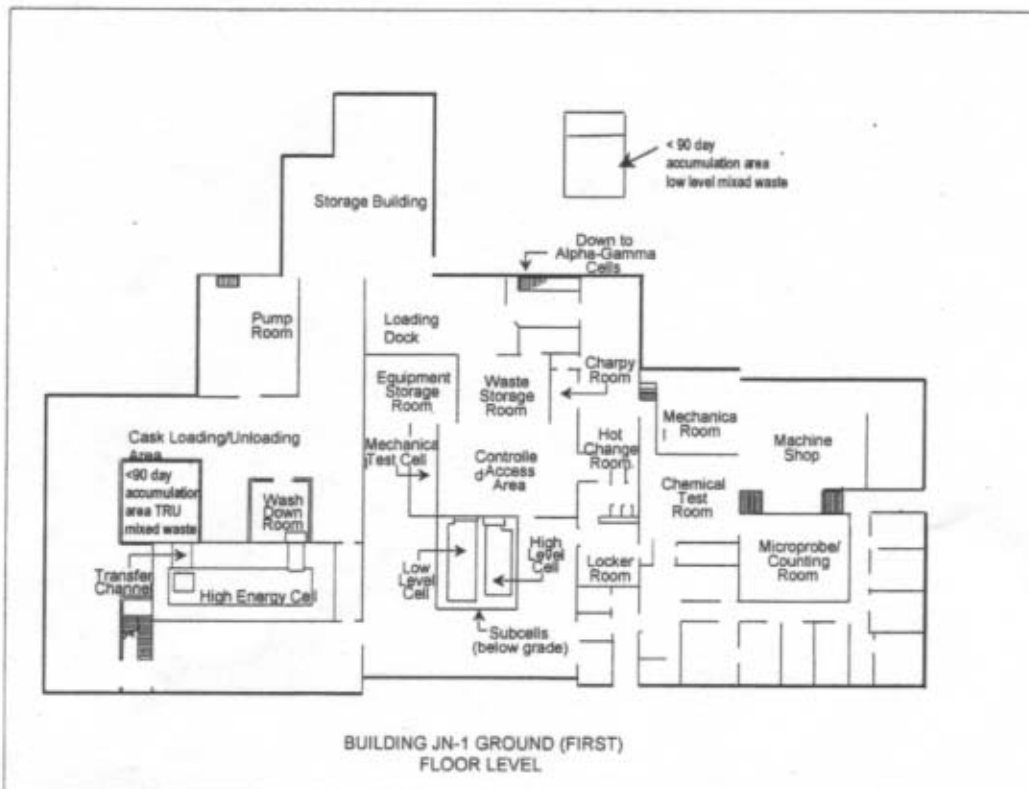 < 90 day
accumulation area
low level mixad waste
Storage Building
Down to
Alpha-Gamma
Cells
Pump
Room
Loading
Dock
Equipment
Storage
Room
Waste
Storage
Room
Charpy
Room
Mechanica
Room
Machine
Shop
Cask Loading/Unloading
Area
Mechanica
jTest Cell
Controlle
dAccess
Area
Hot
Change
Room
Chemical
Test
Room
<90 day
accumulation
area TRU
mixed waste
Wash
Down
Room
Transfer
Channel
High Energy Cell
Low
Level
Cell
High
Level
Cell
Locker
Room
Microprobe/
Counting
Room
Subcells
(below grade)
BUILDING JN-1 GROUND (FIRST)
FLOOR LEVEL